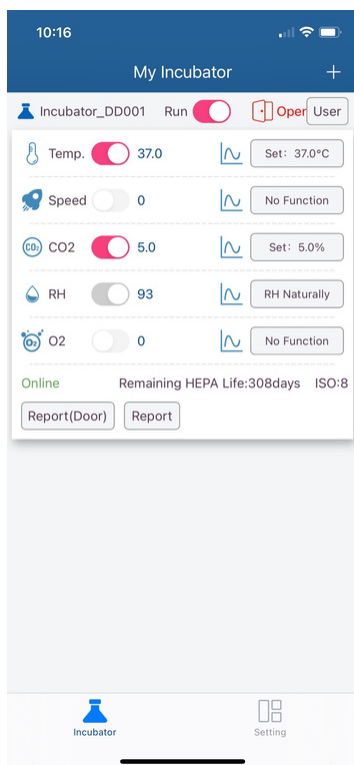 10:16
My Incubator +
Incubator_DD001 Run Oper User
Temp. 37.0 Set: 37.0°C
Speed 0 No Function
CO2 CO2 5.0 Set: 5.0%
RH 93 RH Naturally
O2 O2 0 No Function
Online Remaining HEPA Life:308days ISO:8
Report(Door) Report
Incubator Setting